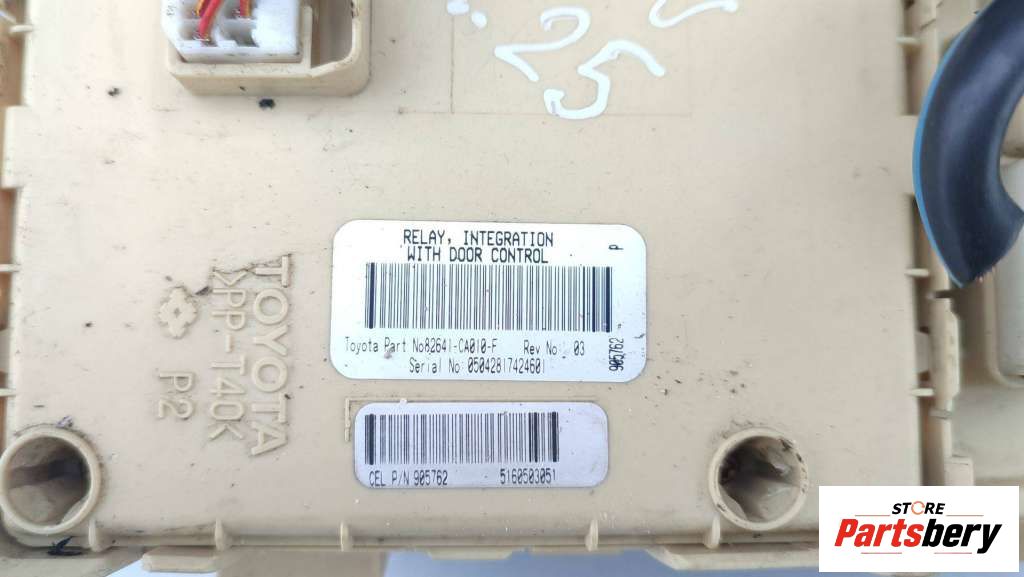 25
RELAY, INTEGRATION
WITH DOOR CONTROL
P
Toyota Part No82641-CA010-F Rev No: 03
Serial No: 0504281742460I
905762
CEL P/N 905762 5160503051
TOYOTA
>PP-T40K
P2
STORE
Partsbery